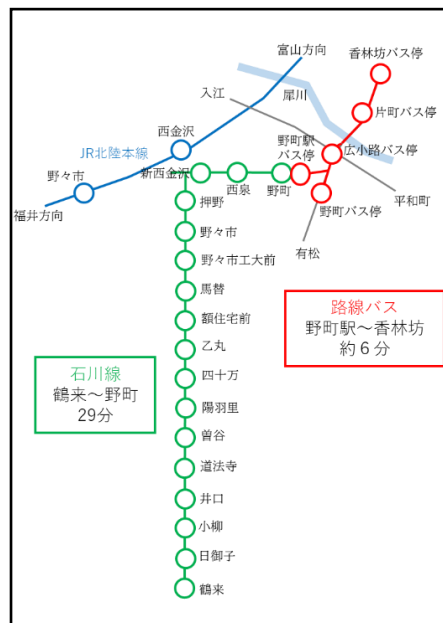 富山方向
香林坊バス停
入江
犀川
片町バス停
JR北陸本線
西金沢
野町駅
バス停
広小路バス停
野々市
新西金沢
西泉
野町
平和町
福井方向
押野
野町バス停
野々市
有松
野々市工大前
馬替
額住宅前
乙丸
四十万
陽羽里
曽谷
道法寺
井口
小柳
日御子
鶴来
路線バス
野町駅～香林坊
約６分
石川線
鶴来～野町
29分